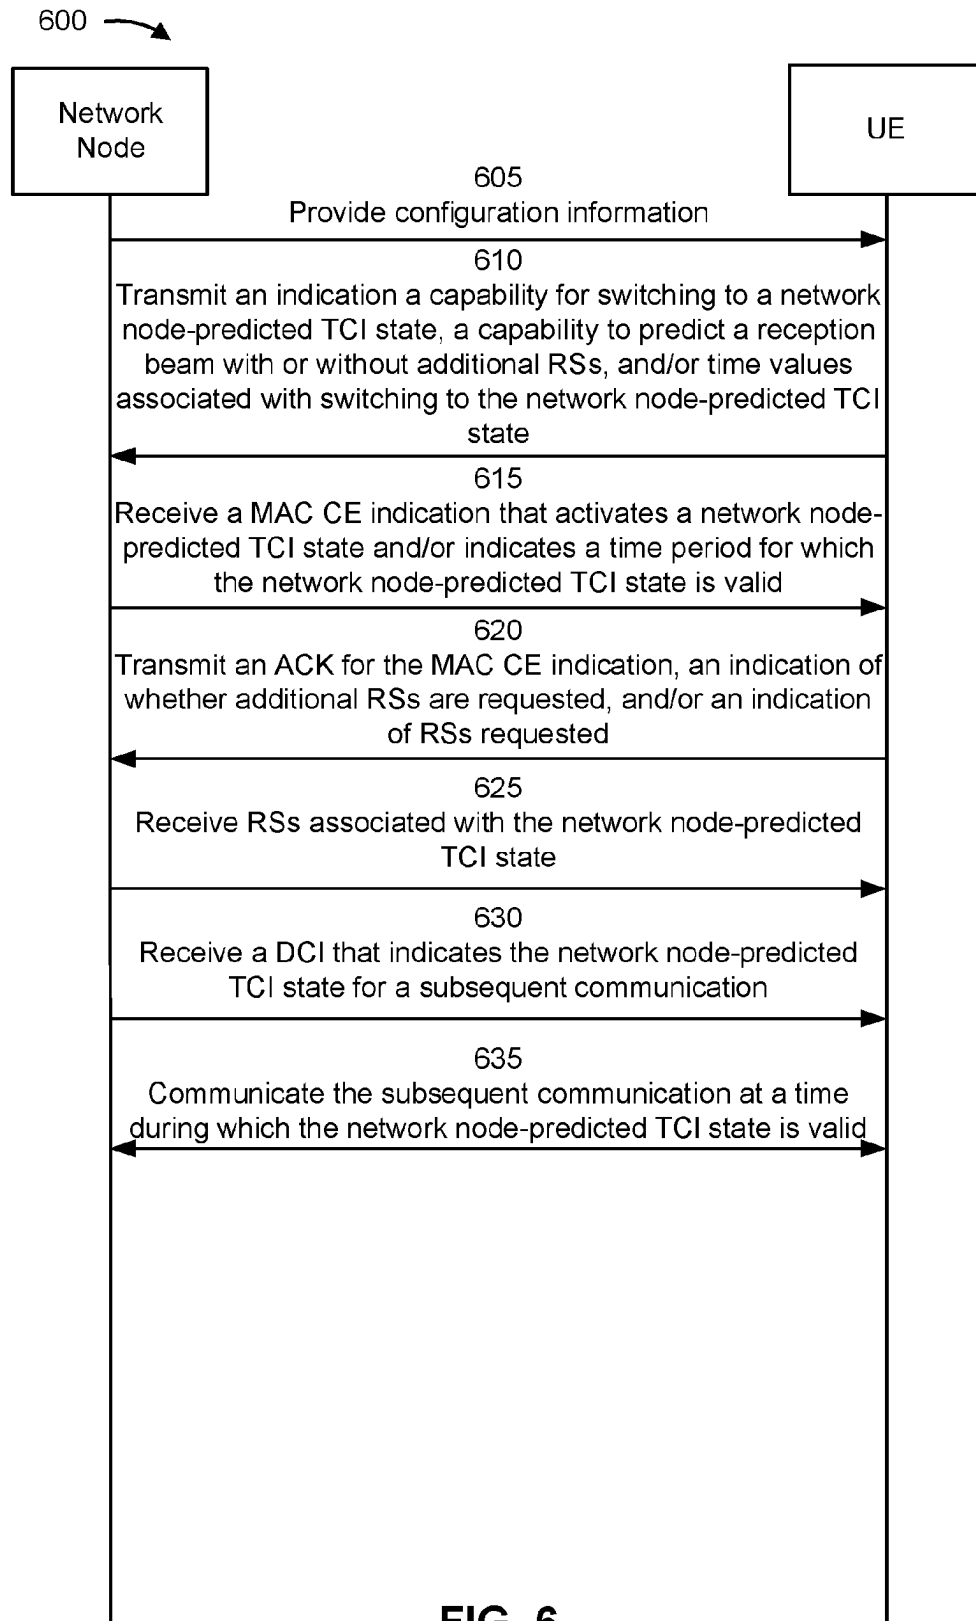 600
Network
Node
UE
605
Provide configuration information
610
Transmit an indication a capability for switching to a network
node-predicted TCI state, a capability to predict a reception
beam with or without additional RSs, and/or time values
associated with switching to the network node-predicted TCI
state
615
Receive a MAC CE indication that activates a network node-
predicted TCI state and/or indicates a time period for which
the network node-predicted TCI state is valid
620
Transmit an ACK for the MAC CE indication, an indication of
whether additional RSs are requested, and/or an indication
of RSs requested
625
Receive RSs associated with the network node-predicted
TCI state
630
Receive a DCI that indicates the network node-predicted
TCI state for a subsequent communication
635
Communicate the subsequent communication at a time
during which the network node-predicted TCI state is valid
FIG. 6